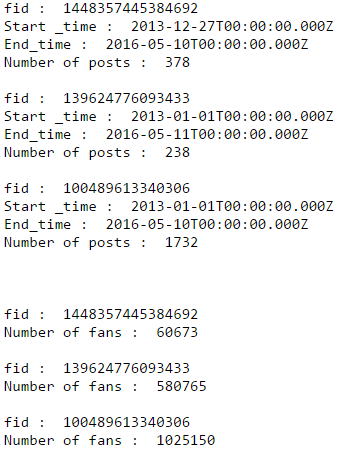 fid :  1448357445384692
Start _time :  2013-12-27T00:00:00.000Z
End_time :  2016-05-10T00:00:00.000Z
Number of posts :  378
fid :  139624776093433
Start _time :  2013-01-01T00:00:00.000Z
End_time :  2016-05-11T00:00:00.000Z
Number of posts :  238
fid :  100489613340306
Start _time :  2013-01-01T00:00:00.000Z
End_time :  2016-05-10T00:00:00.000Z
Number of posts :  1732
fid :  1448357445384692
Number of fans :  60673
fid :  139624776093433
Number of fans :  580765
fid :  100489613340306
Number of fans :  1025150